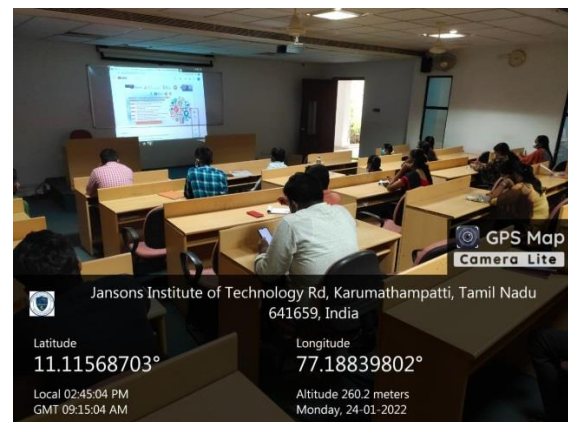 GPS Map
Camera Lite
Jansons Institute of Technology Rd, Karumathampatti, Tamil Nadu
641659, India
Latitude
11.11568703°
Longitude
77.18839802°
Local 02:45:04 PM
GMT 09:15:04 AM
Altitude 260.2 meters
Monday, 24-01-2022